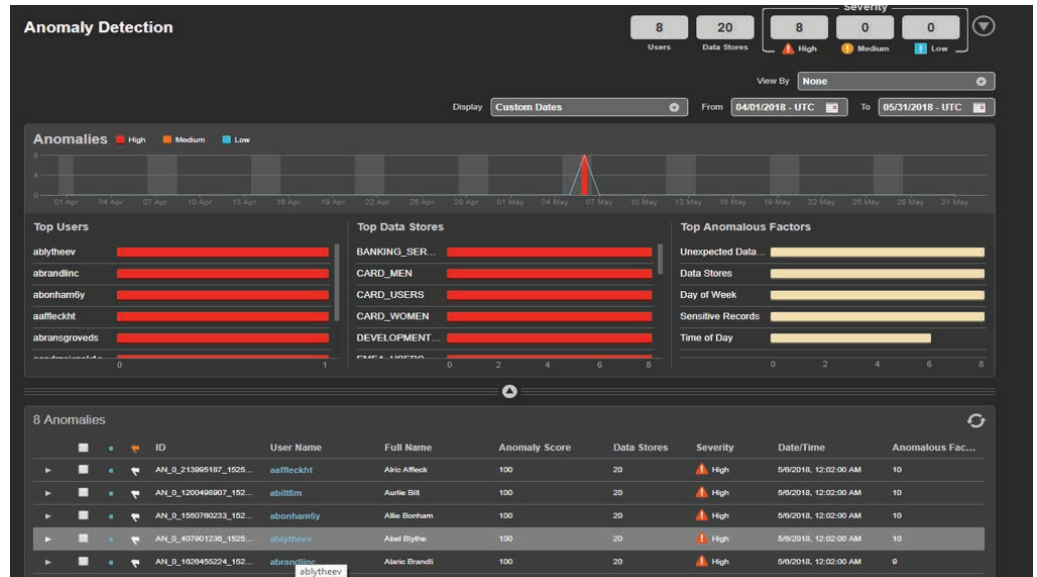 Anomaly Detection
Severity
8 20 8 0 0
Users Data Stores High Medium Low
View By None
Display Custom Dates From 04/01/2018 - UTC To 05/31/2018 - UTC
Anomalies High Medium Low
8
4
0
01 Apr 04 Apr 07 Apr 10 Apr 13 Apr 16 Apr 19 Apr 22 Apr 25 Apr 28 Apr 01 May 04 May 07 May 10 May 13 May 16 May 19 May 22 May 25 May 28 May 31 May
Top Users
ablytheev
abrandlinc
abonham6y
aaffleckht
abransgroveds
0 1
Top Data Stores
BANKING_SER...
CARD_MEN
CARD_USERS
CARD_WOMEN
DEVELOPMENT...
EMEA_USERS
0 2 4 6 8
Top Anomalous Factors
Unexpected Data...
Data Stores
Day of Week
Sensitive Records
Time of Day
0 2 4 6 8
8 Anomalies
ID User Name Full Name Anomaly Score Data Stores Severity Date/Time Anomalous Fac...
AN_0_213995187_1525... aaffleckht Alric Affleck 100 20 High 5/6/2018, 12:02:00 AM 10
AN_0_1200498907_152... abilt8m Aurlie Bilt 100 20 High 5/6/2018, 12:02:00 AM 10
AN_0_1550760233_152... abonham6y Allie Bonham 100 20 High 5/6/2018, 12:02:00 AM 10
AN_0_407901236_1525... ablytheev Abel Blythe 100 20 High 5/6/2018, 12:02:00 AM 10
AN_0_1626455224_152... abrandlinc Alaric Brandli 100 20 High 5/6/2018, 12:02:00 AM 9
ablytheev